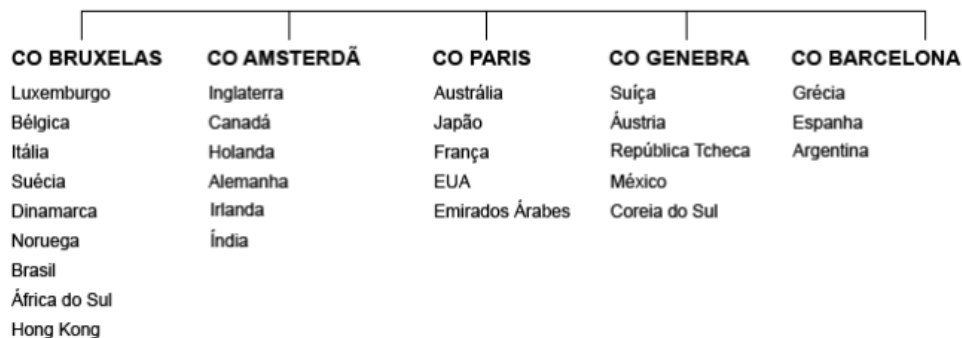 CO BRUXELAS
Luxemburgo
Bélgica
Itália
Suécia
Dinamarca
Noruega
Brasil
África do Sul
Hong Kong
CO AMSTERDÃ
Inglaterra
Canadá
Holanda
Alemanha
Irlanda
Índia
CO PARIS
Austrália
Japão
França
EUA
Emirados Árabes
CO GENEBRA
Suíça
Áustria
República Tcheca
México
Coreia do Sul
CO BARCELONA
Grécia
Espanha
Argentina